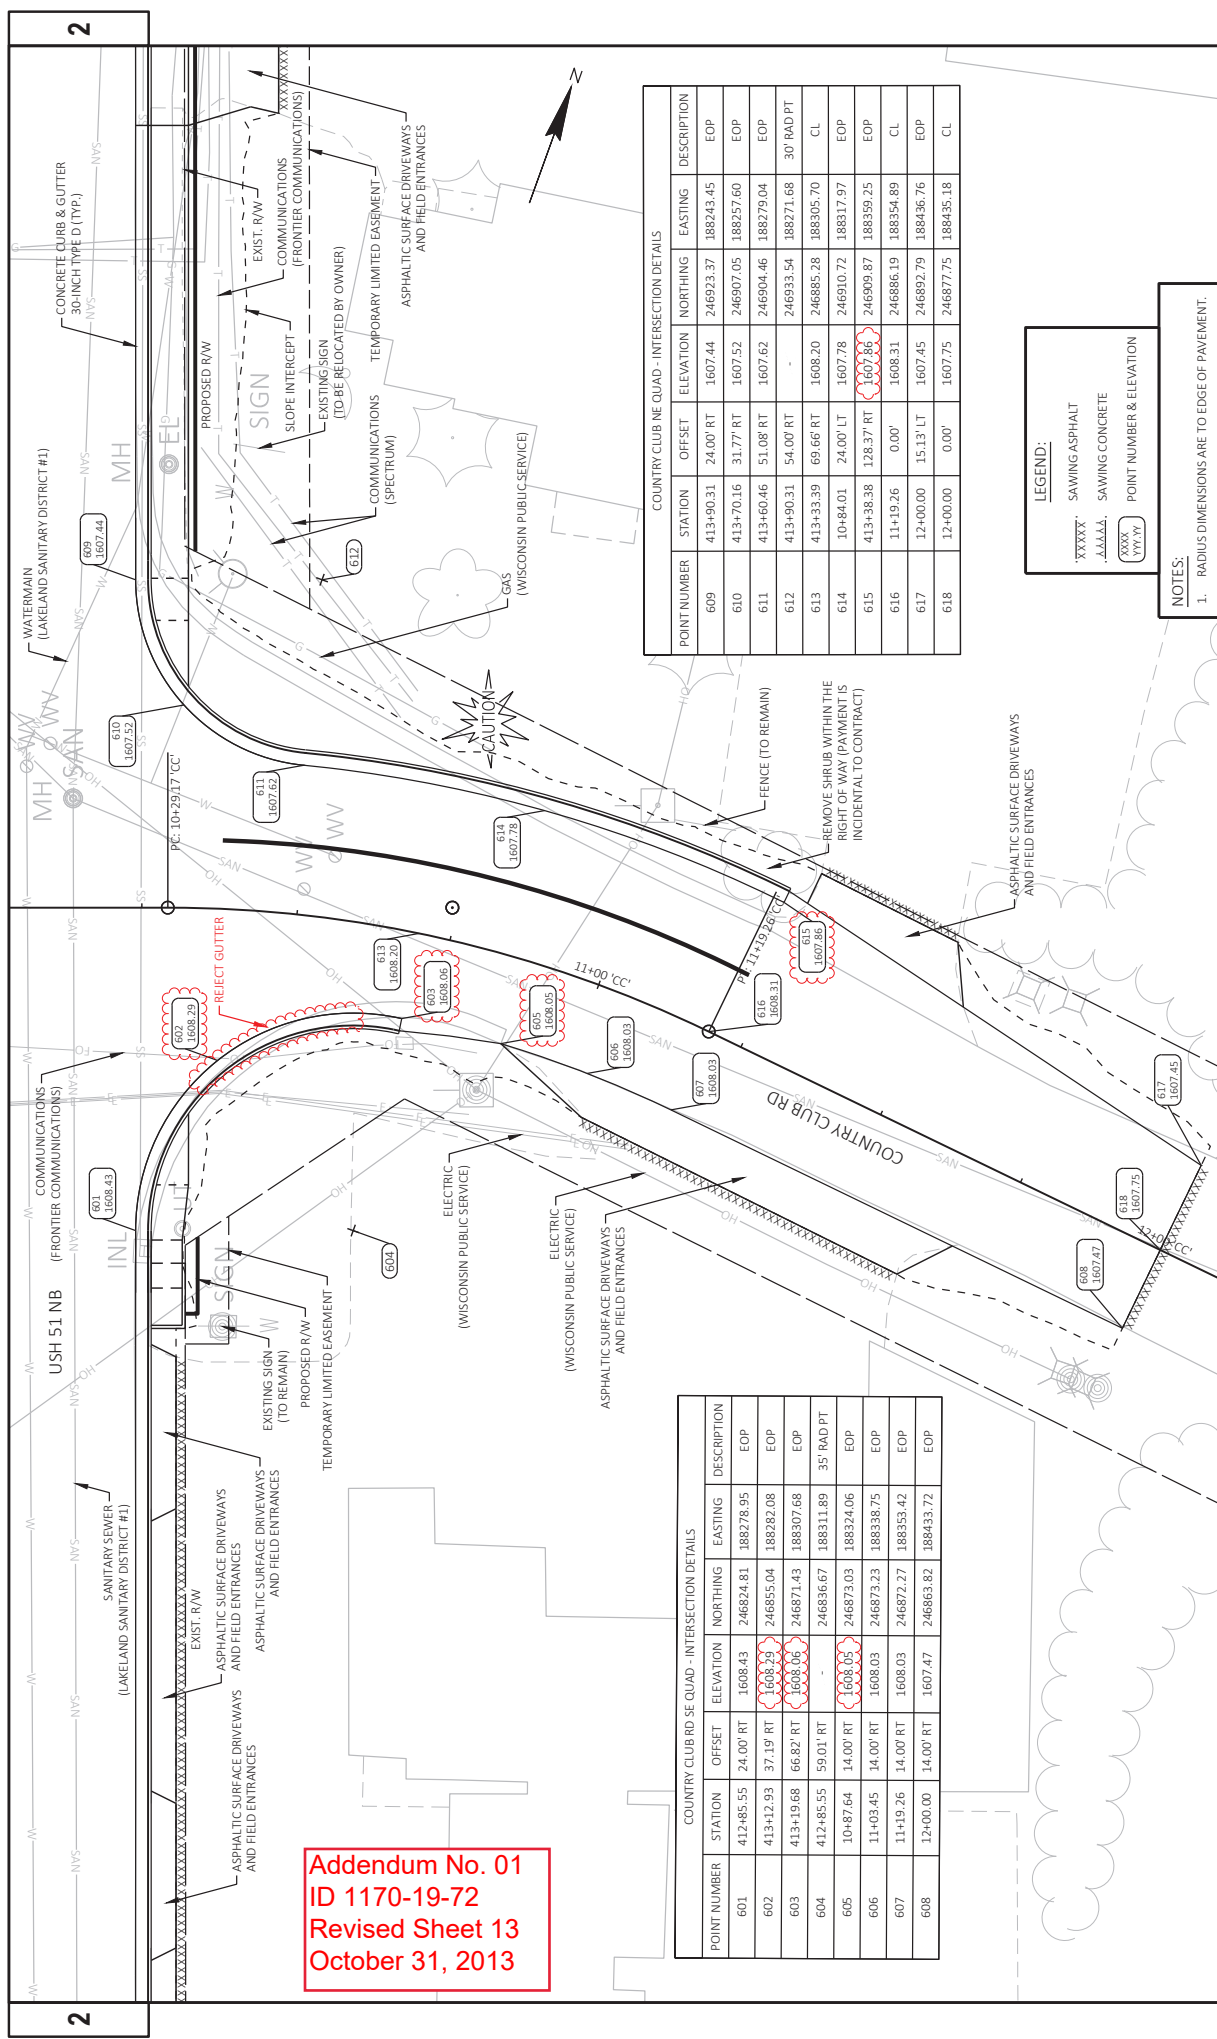 2
2
CONCRETE CURB & GUTTER
30-INCH TYPE D (TYP.)
EXIST. R/W
COMMUNICATIONS
(FRONTIER COMMUNICATIONS)
ASPHALTIC SURFACE DRIVEWAYS
AND FIELD ENTRANCES
TEMPORARY LIMITED EASEMENT
PROPOSED R/W
SLOPE INTERCEPT
EXISTING SIGN
(TO BE RELOCATED BY OWNER)
COMMUNICATIONS
(SPECTRUM)
GAS
(WISCONSIN PUBLIC SERVICE)
WATERMAIN
(LAKELAND SANITARY DISTRICT #1)
N
SIGN
MH
EL
609
1607.44
612
610
1607.52
MH
SAN
WV
WV
PC: 10+29.17 'CC'
611
1607.62
614
1607.78
WV
WV
CAUTION
FENCE (TO REMAIN)
REMOVE SHRUB WITHIN THE
RIGHT OF WAY (PAYMENT IS
INCIDENTAL TO CONTRACT)
ASPHALTIC SURFACE DRIVEWAYS
AND FIELD ENTRANCES
REJECT GUTTER
602
1608.29
613
1608.20
603
1608.06
605
1608.05
11+00 'CC'
606
1608.03
607
1608.03
616
1608.31
PT: 11+19.26 'CC'
615
1607.86
COUNTRY CLUB RD
617
1607.45
618
1607.75
12+00 'CC'
608
1607.47
COMMUNICATIONS
(FRONTIER COMMUNICATIONS)
USH 51 NB
601
1608.43
INL
UT
SIGN
604
ELECTRIC
(WISCONSIN PUBLIC SERVICE)
ELECTRIC
(WISCONSIN PUBLIC SERVICE)
ASPHALTIC SURFACE DRIVEWAYS
AND FIELD ENTRANCES
EXISTING SIGN
(TO REMAIN)
PROPOSED R/W
TEMPORARY LIMITED EASEMENT
SANITARY SEWER
(LAKELAND SANITARY DISTRICT #1)
EXIST. R/W
ASPHALTIC SURFACE DRIVEWAYS
AND FIELD ENTRANCES
ASPHALTIC SURFACE DRIVEWAYS
AND FIELD ENTRANCES
ASPHALTIC SURFACE DRIVEWAYS
AND FIELD ENTRANCES
COUNTRY CLUB NE QUAD - INTERSECTION DETAILS
POINT NUMBER STATION OFFSET ELEVATION NORTHING EASTING DESCRIPTION
609 413+90.31 24.00' RT 1607.44 246923.37 188243.45 EOP
610 413+70.16 31.77' RT 1607.52 246907.05 188257.60 EOP
611 413+60.46 51.08' RT 1607.62 246904.46 188279.04 EOP
612 413+90.31 54.00' RT - 246933.54 188271.68 30' RAD PT
613 413+33.39 69.66' RT 1608.20 246885.28 188305.70 CL
614 10+84.01 24.00' LT 1607.78 246910.72 188317.97 EOP
615 413+38.38 128.37' RT 1607.86 246909.87 188359.25 EOP
616 11+19.26 0.00' 1608.31 246886.19 188354.89 CL
617 12+00.00 15.13' LT 1607.45 246892.79 188436.76 EOP
618 12+00.00 0.00' 1607.75 246877.75 188435.18 CL
COUNTRY CLUB RD SE QUAD - INTERSECTION DETAILS
POINT NUMBER STATION OFFSET ELEVATION NORTHING EASTING DESCRIPTION
601 412+85.55 24.00' RT 1608.43 246824.81 188278.95 EOP
602 413+12.93 37.19' RT 1608.29 246855.04 188282.08 EOP
603 413+19.68 66.82' RT 1608.06 246871.43 188307.68 EOP
604 412+85.55 59.01' RT - 246836.67 188311.89 35' RAD PT
605 10+87.64 14.00' RT 1608.05 246873.03 188324.06 EOP
606 11+03.45 14.00' RT 1608.03 246873.23 188338.75 EOP
607 11+19.26 14.00' RT 1608.03 246872.27 188353.42 EOP
608 12+00.00 14.00' RT 1607.47 246863.82 188433.72 EOP
LEGEND:
XXXXX SAWING ASPHALT
SAWING CONCRETE
XXXX
YYY.YY
POINT NUMBER & ELEVATION
NOTES:
1. RADIUS DIMENSIONS ARE TO EDGE OF PAVEMENT.
Addendum No. 01
ID 1170-19-72
Revised Sheet 13
October 31, 2013